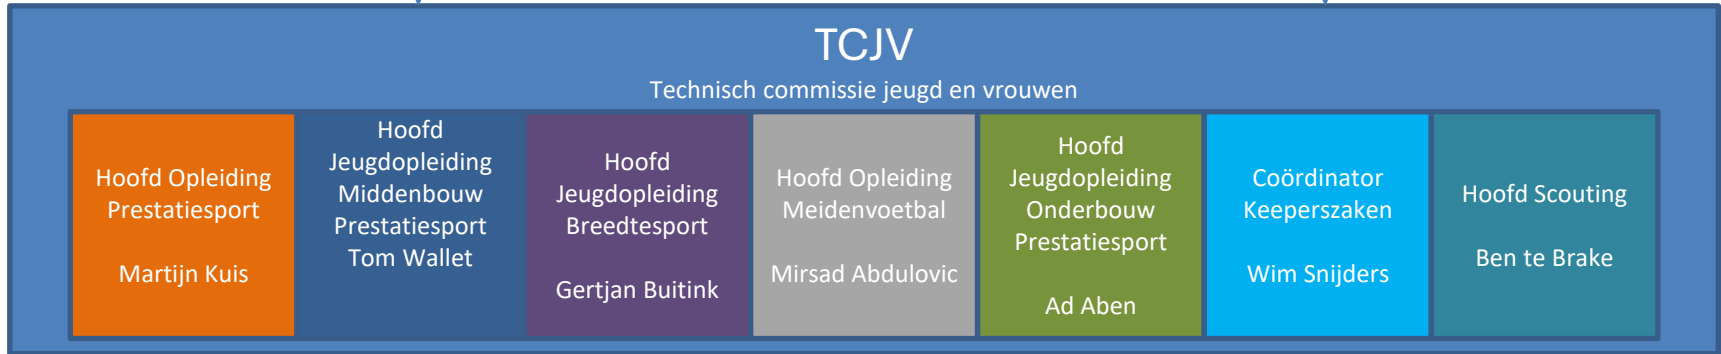 TCJV
Technisch commissie jeugd en vrouwen
Hoofd Opleiding
Prestatiesport
Martijn Kuis
Hoofd
Jeugdopleiding
Middenbouw
Prestatiesport
Tom Wallet
Hoofd
Jeugdopleiding
Breedtesport
Gertjan Buitink
Hoofd Opleiding
Meidenvoetbal
Mirsad Abdulovic
Hoofd
Jeugdopleiding
Onderbouw
Prestatiesport
Ad Aben
Coördinator
Keeperszaken
Wim Snijders
Hoofd Scouting
Ben te Brake